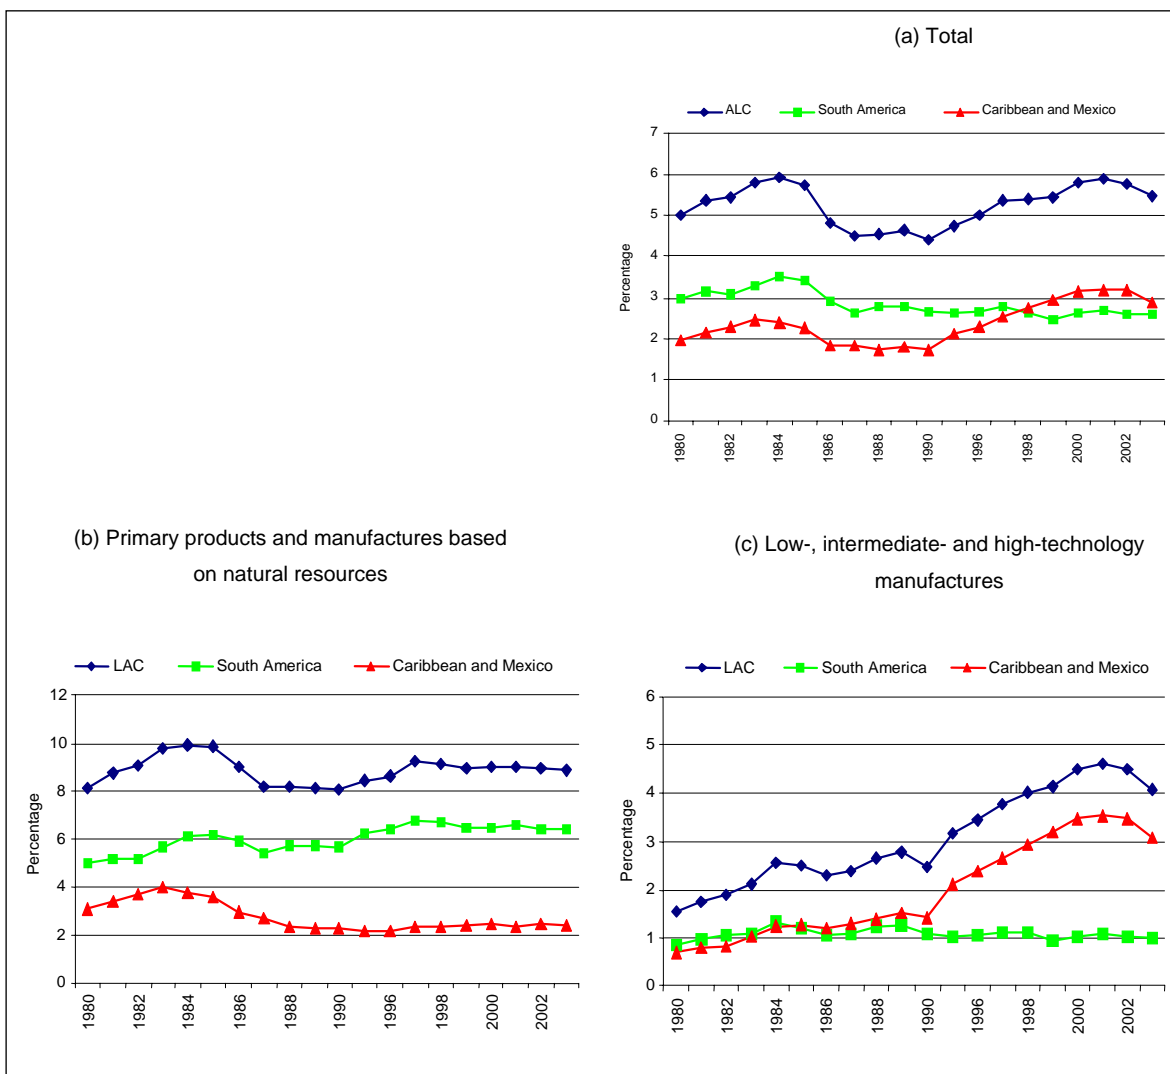 (a) Total
ALC South America Caribbean and Mexico
7
6
5
4
3
2
1
0
Percentage
1980 1982 1984 1986 1988 1990 1996 1998 2000 2002
(b) Primary products and manufactures based
on natural resources
LAC South America Caribbean and Mexico
12
10
8
6
4
2
0
Percentage
1980 1982 1984 1986 1988 1990 1996 1998 2000 2002
(c) Low-, intermediate- and high-technology
manufactures
LAC South America Caribbean and Mexico
6
5
4
3
2
1
0
Percentage
1980 1982 1984 1986 1988 1990 1996 1998 2000 2002